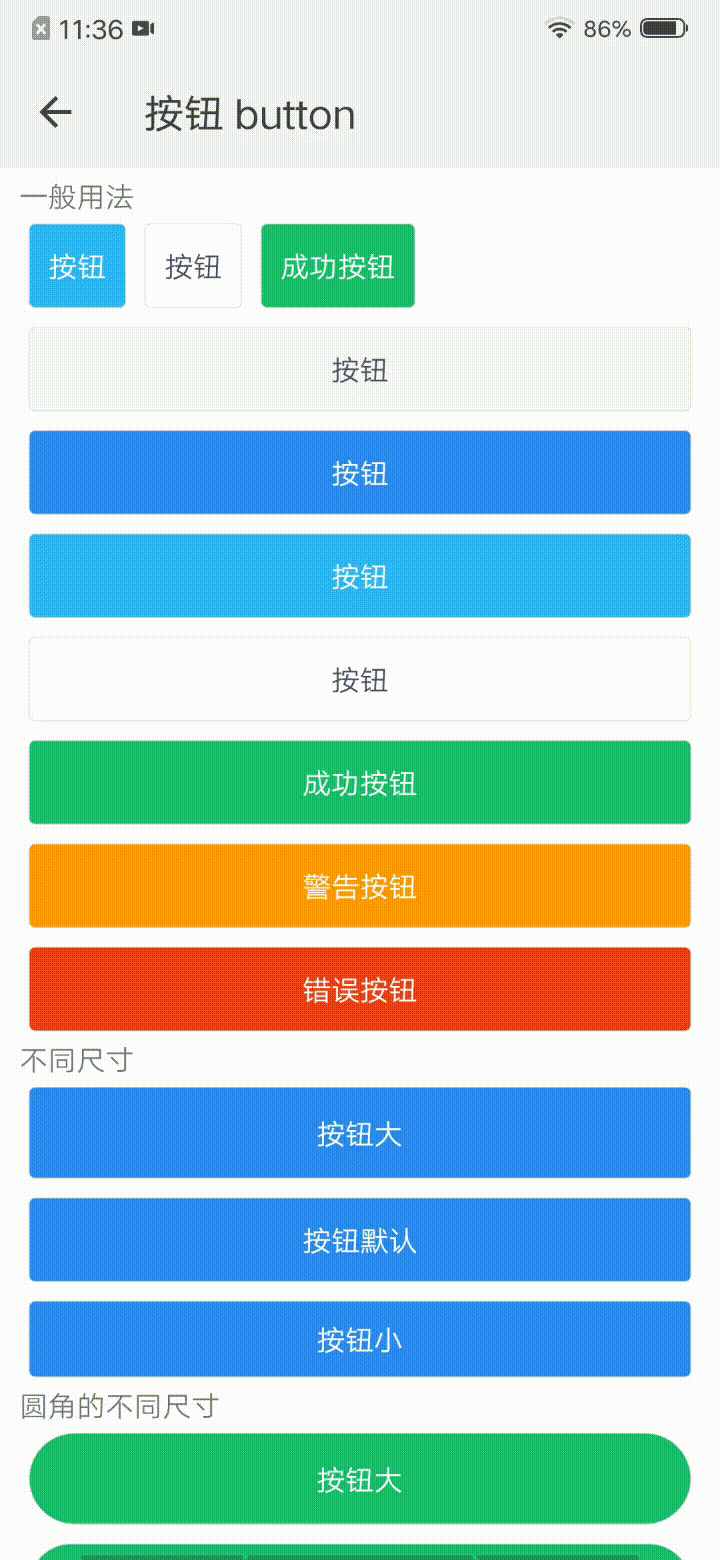 11:36 86%
按钮 button
一般用法
按钮 按钮 成功按钮
按钮
按钮
按钮
按钮
成功按钮
警告按钮
错误按钮
不同尺寸
按钮大
按钮默认
按钮小
圆角的不同尺寸
按钮大